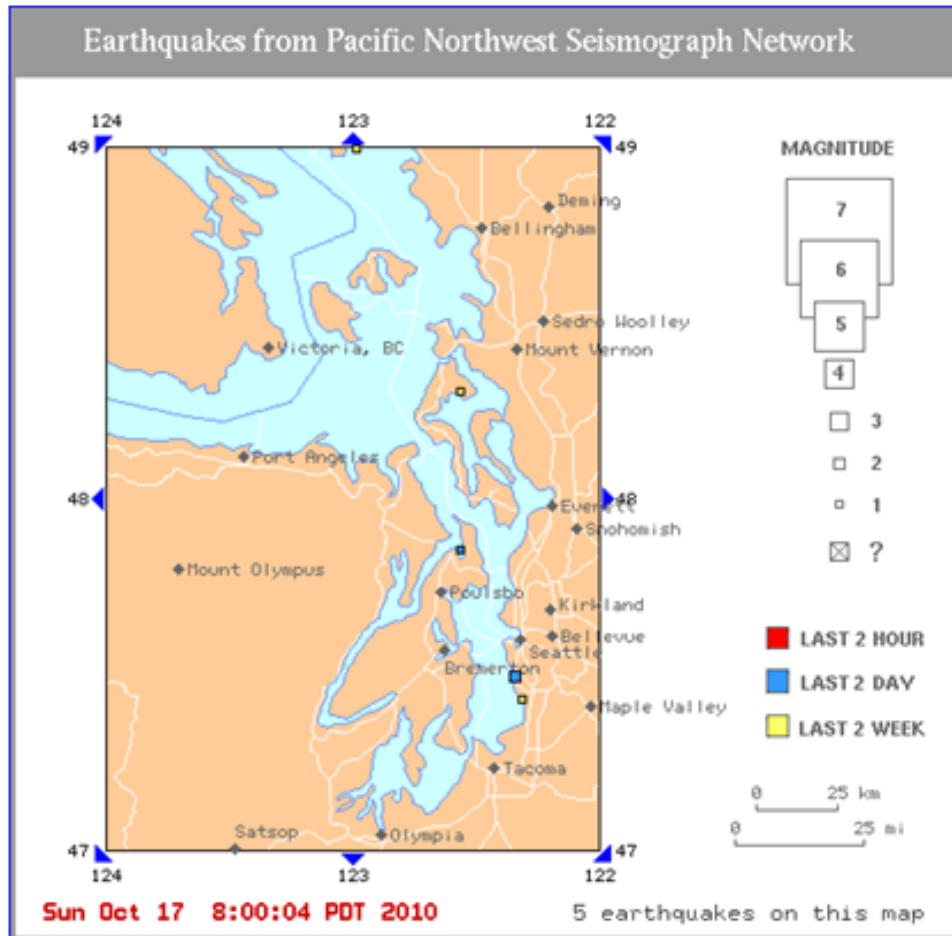 Earthquakes from Pacific Northwest Seismograph Network
124 123 122
49 49
MAGNITUDE
7
6
5
4
3
2
1
?
Deming
Bellingham
Sedro Woolley
Victoria, BC
Mount Vernon
Port Angeles
48 48
Everett
Snohomish
Mount Olympus
Poulsbo
Kirkland
Bellevue
Seattle
Bremerton
Maple Valley
Tacoma
Satsop
Olympia
LAST 2 HOUR
LAST 2 DAY
LAST 2 WEEK
0 25 km
0 25 mi
47 47
124 123 122
Sun Oct 17 8:00:04 PDT 2010
5 earthquakes on this map